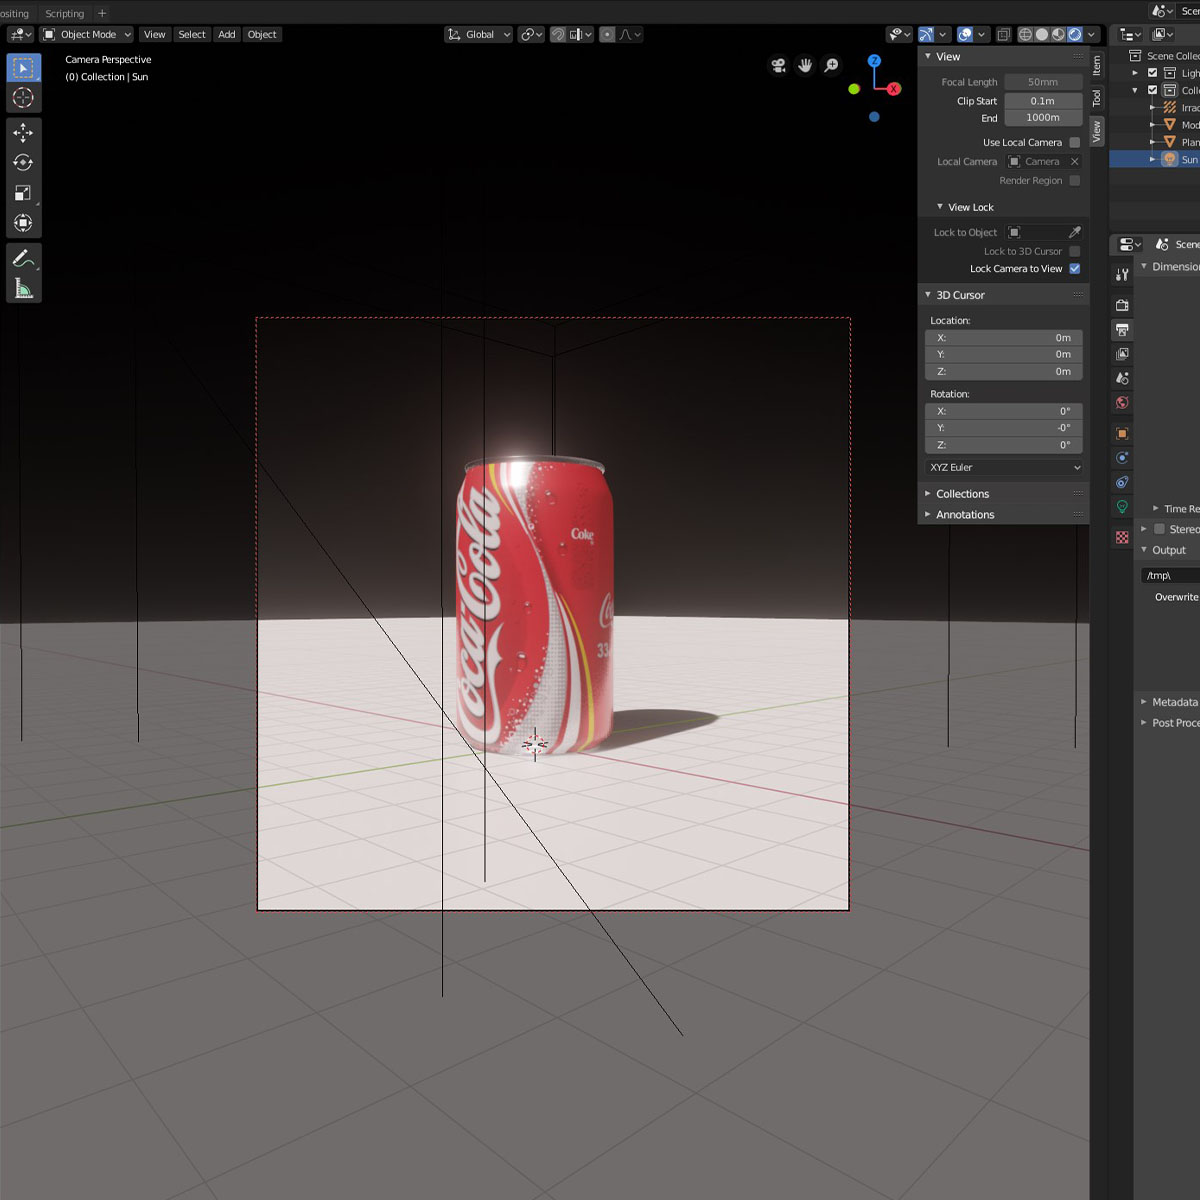 ositing
Scripting
+
Scen
Object Mode
View
Select
Add
Object
Global
Camera Perspective
(0) Collection | Sun
Z
X
View
Focal Length
50mm
Clip Start
0.1m
End
1000m
Use Local Camera
Local Camera
Camera
Render Region
View Lock
Lock to Object
Lock to 3D Cursor
Lock Camera to View
3D Cursor
Location:
X:
0m
Y:
0m
Z:
0m
Rotation:
X:
0°
Y:
-0°
Z:
0°
XYZ Euler
Collections
Annotations
Item
Tool
View
Scene Collec
Ligh
Colle
Irrac
Mod
Plan
Sun
Scene
Dimension
Time Re
Stereo
Output
/tmp\
Overwrite
Metadata
Post Proce
Coca-Cola
Coke
33